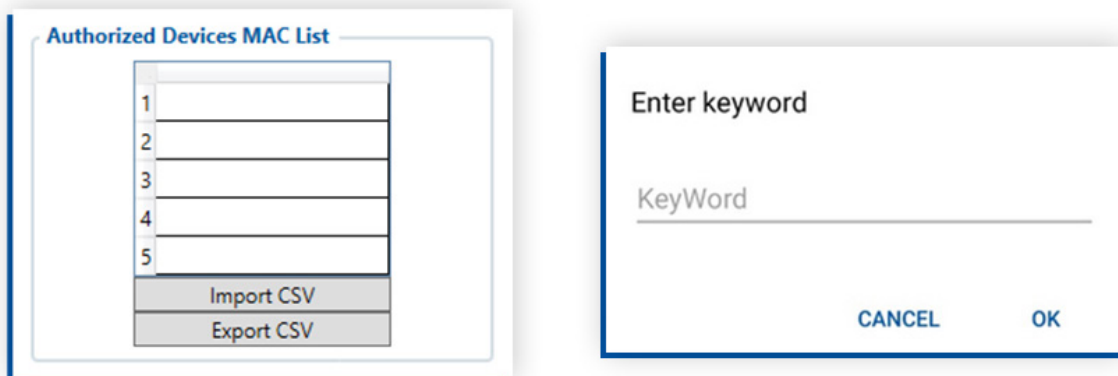 Authorized Devices MAC List
1
2
3
4
5
Import CSV
Export CSV
Enter keyword
KeyWord
CANCEL OK